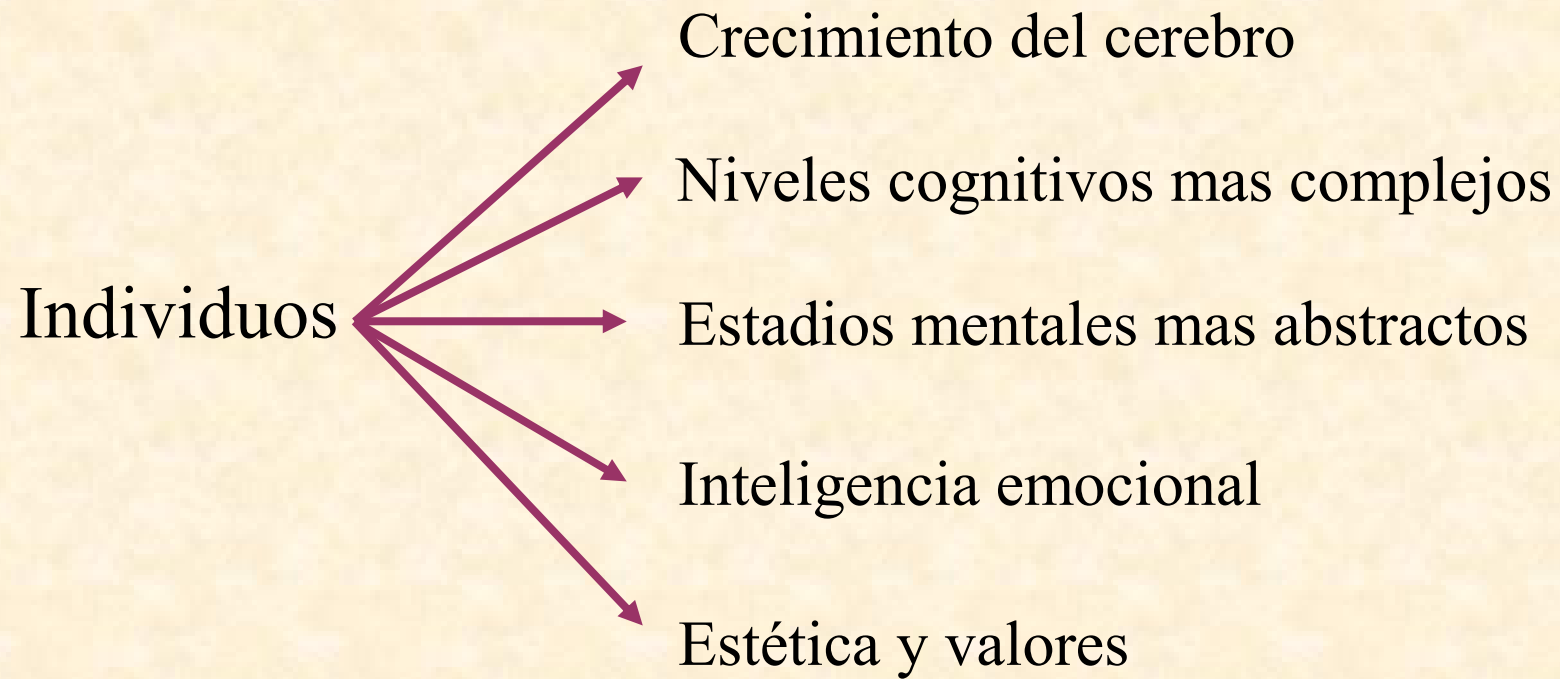 Crecimiento del cerebro
Niveles cognitivos mas complejos
Individuos
Estadios mentales mas abstractos
Inteligencia emocional
Estética y valores